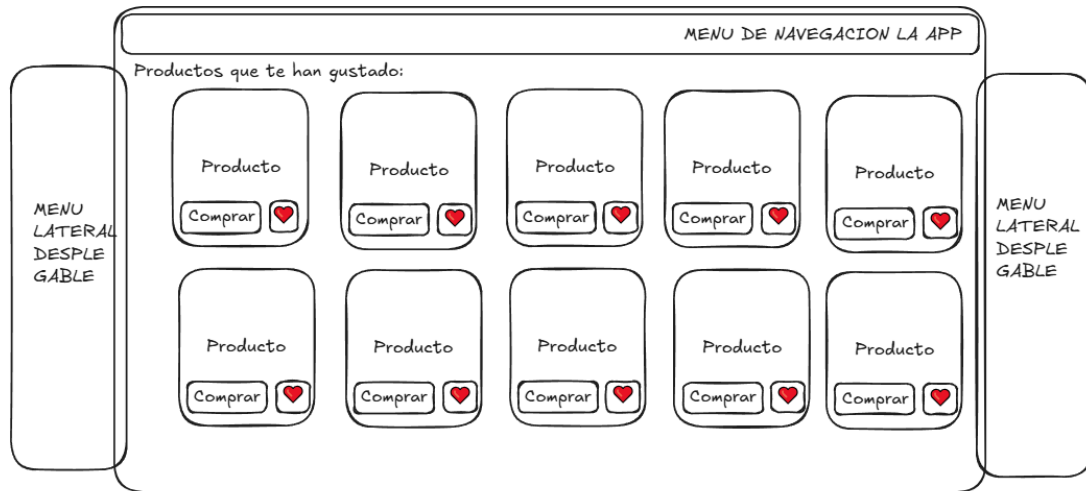 MENU DE NAVEGACION LA APP
Productos que te han gustado:
MENU
LATERAL
DESPLE
GABLE
Producto
Comprar
Producto
Comprar
Producto
Comprar
Producto
Comprar
Producto
Comprar
Producto
Comprar
Producto
Comprar
Producto
Comprar
Producto
Comprar
Producto
Comprar
MENU
LATERAL
DESPLE
GABLE